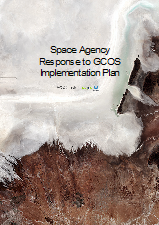 Space Agency
Response to GCOS
Implementation Plan